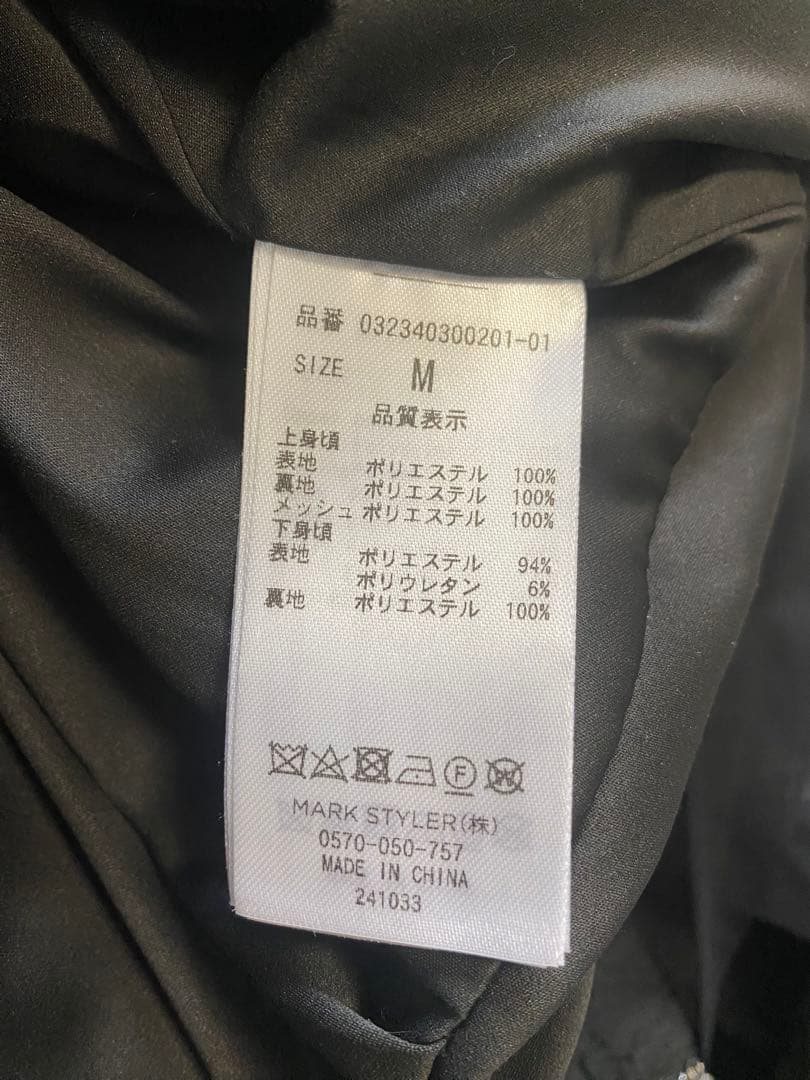 品番 032340300201-01
SIZE M
品質表示
上身頃
表地 ポリエステル 100%
裏地 ポリエステル 100%
メッシュ ポリエステル 100%
下身頃
表地 ポリエステル 94%
ポリウレタン 6%
裏地 ポリエステル 100%
F W
MARK STYLER(株)
0570-050-757
MADE IN CHINA
241033